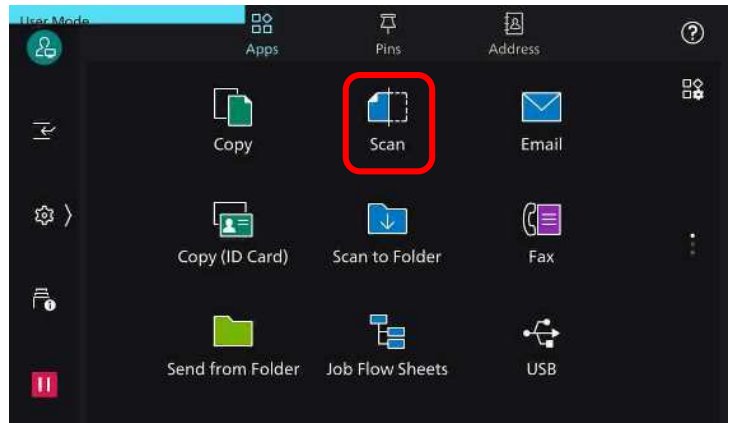 User Mode
Apps
Pins
Address
Copy
Scan
Email
Copy (ID Card)
Scan to Folder
Fax
Send from Folder
Job Flow Sheets
USB